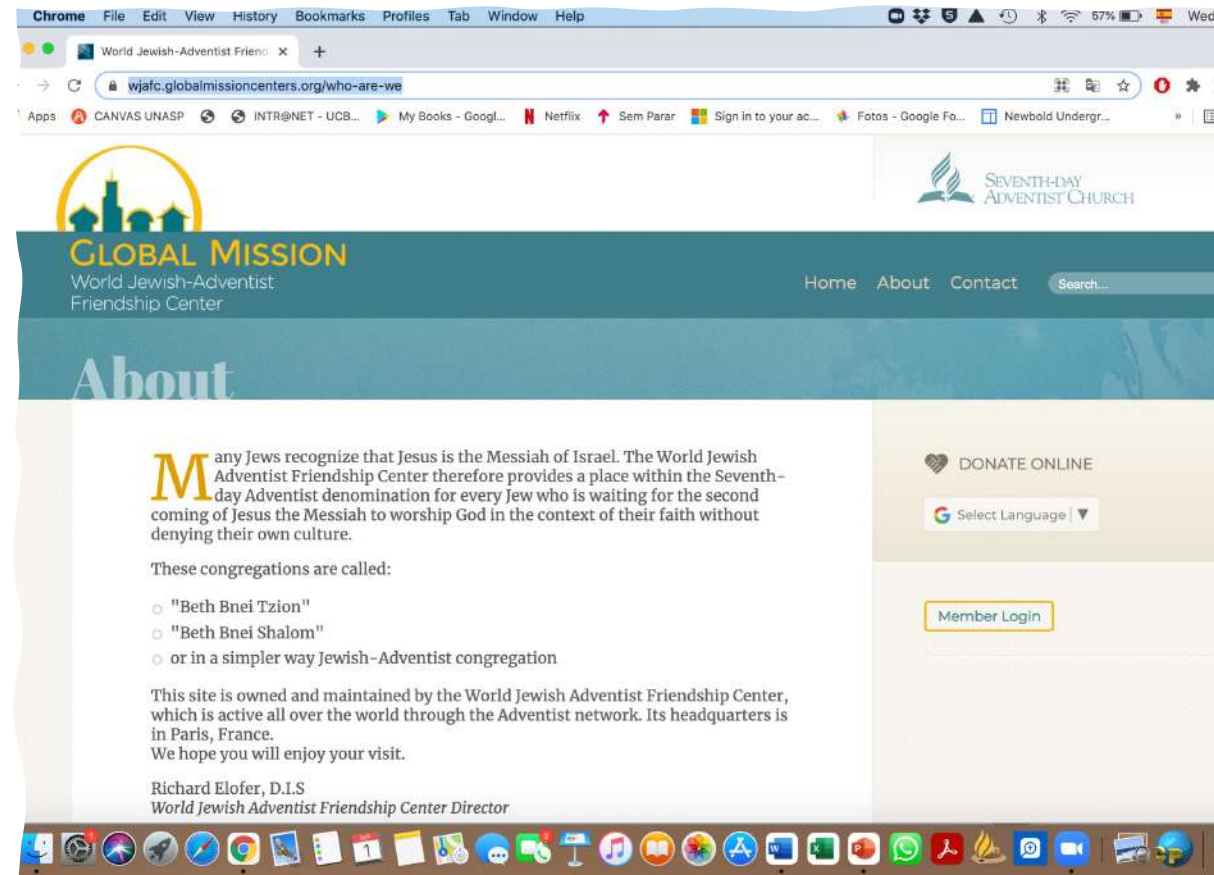 Chrome File Edit View History Bookmarks Profiles Tab Window Help 57% Wed
World Jewish-Adventist Frien
wjafc.globalmissioncenters.org/who-are-we
Apps CANVAS UNASP INTR@NET - UCB... My Books - Googl... Netflix Sem Parar Sign in to your ac... Fotos - Google Fo... Newbold Undergr... »
SEVENTH-DAY
ADVENTIST CHURCH
GLOBAL MISSION
World Jewish-Adventist
Friendship Center
Home About Contact Search...
About
Many Jews recognize that Jesus is the Messiah of Israel. The World Jewish
Adventist Friendship Center therefore provides a place within the Seventh-
day Adventist denomination for every Jew who is waiting for the second
coming of Jesus the Messiah to worship God in the context of their faith without
denying their own culture.
These congregations are called:
"Beth Bnei Tzion"
"Beth Bnei Shalom"
or in a simpler way Jewish-Adventist congregation
This site is owned and maintained by the World Jewish Adventist Friendship Center,
which is active all over the world through the Adventist network. Its headquarters is
in Paris, France.
We hope you will enjoy your visit.
Richard Elofer, D.I.S
World Jewish Adventist Friendship Center Director
DONATE ONLINE
G Select Language ▼
Member Login